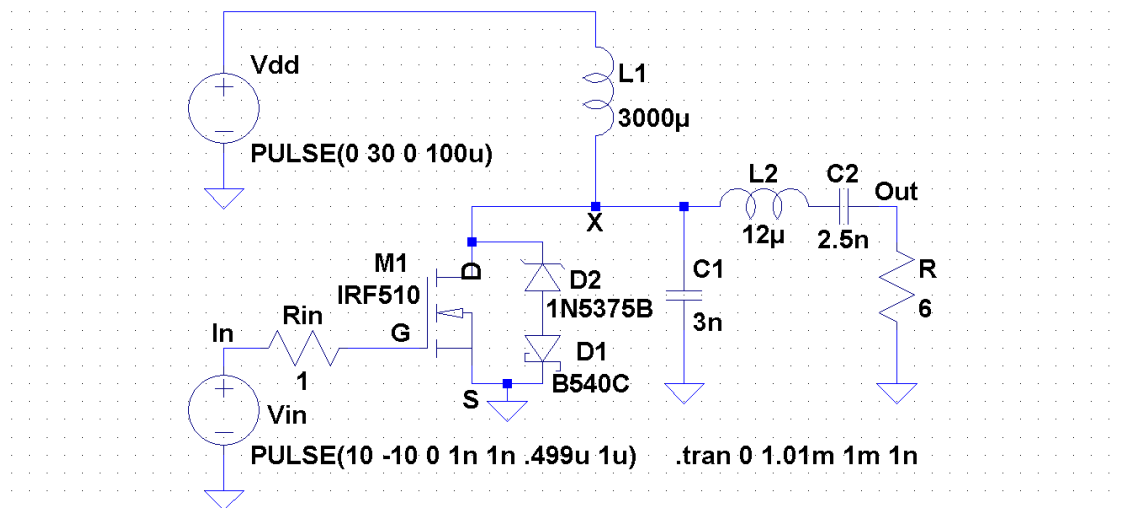 Vdd
L1
3000µ
PULSE(0 30 0 100u)
L2
C2
Out
X
12µ
2.5n
M1
D
C1
R
IRF510
D2
1N5375B
3n
6
Rin
In
G
D1
1
B540C
S
Vin
PULSE(10 -10 0 1n 1n .499u 1u)
.tran 0 1.01m 1m 1n